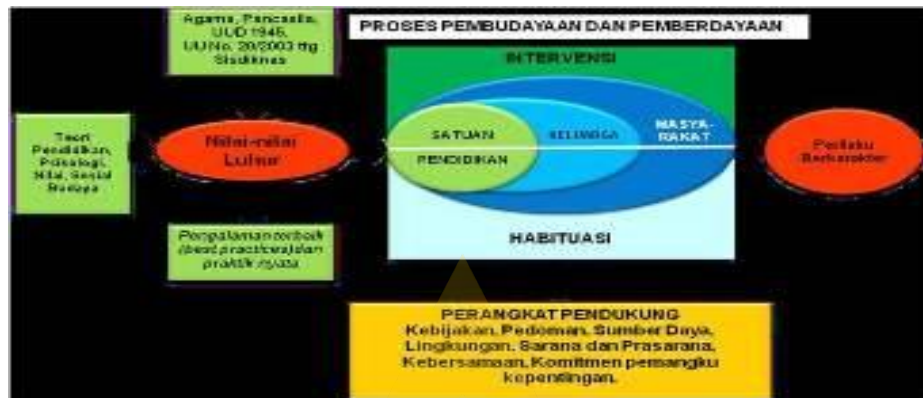 Agama, Pancasila,
UUD 1945,
UU No. 20/2003 ttg
Sisdiknas
PROSES PEMBUDAYAAN DAN PEMBERDAYAAN
INTERVENSI
Teori
Pendidikan,
Psikologi,
Nilai, Sosial
Budaya
Nilai-nilai
Luhur
SATUAN
PENDIDIKAN
KELUARGA
MASYA-
RAKAT
Perilaku
Berkarakter
Pengalaman terbaik
(best practices) dan
praktik nyata
HABITUASI
PERANGKAT PENDUKUNG
Kebijakan, Pedoman, Sumber Daya,
Lingkungan, Sarana dan Prasarana,
Kebersamaan, Komitmen pemangku
kepentingan.